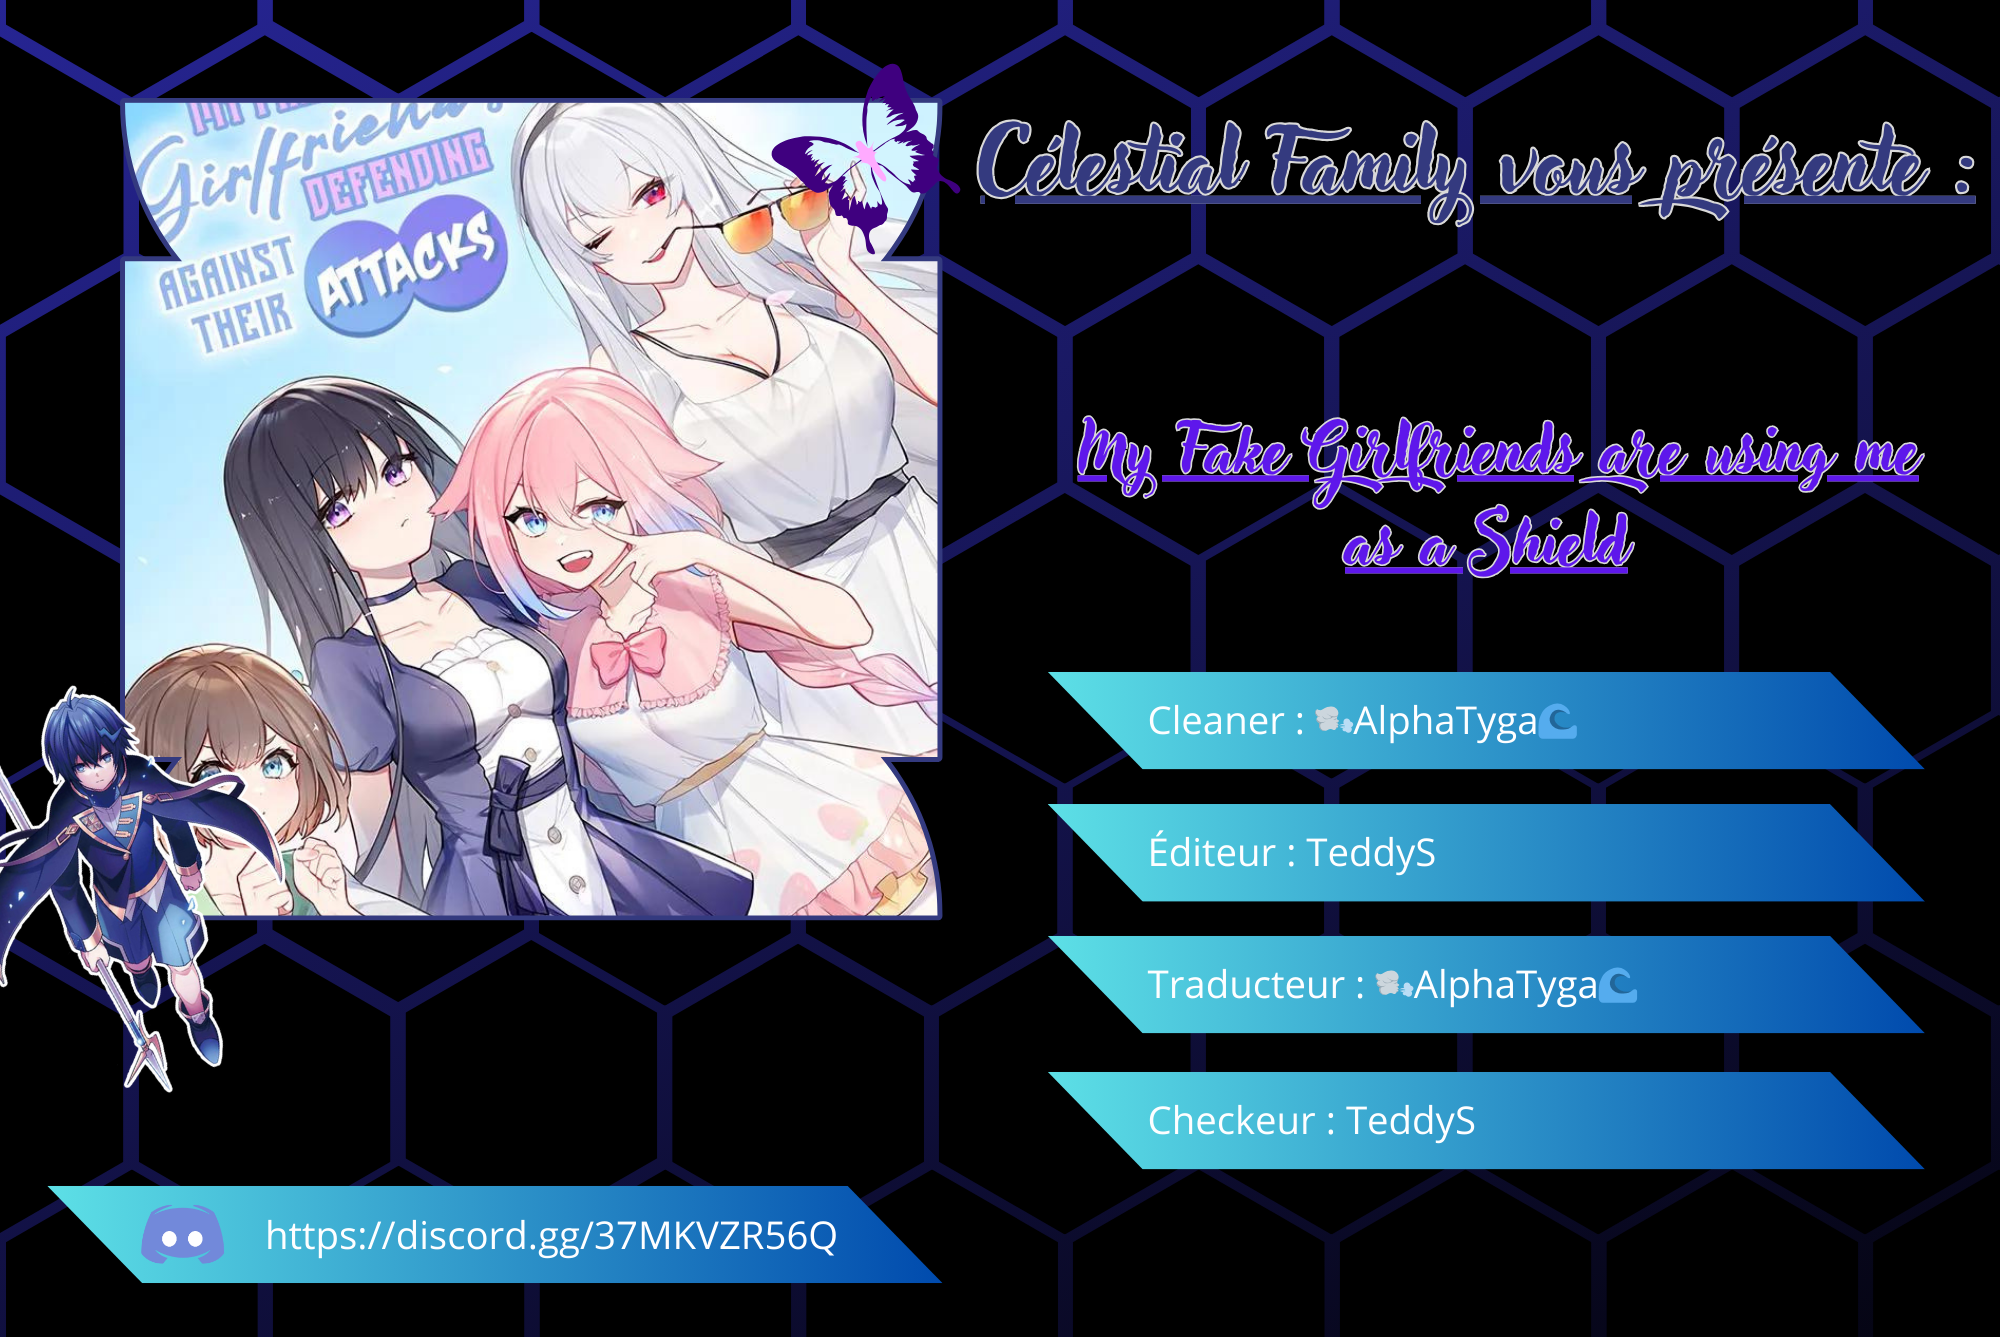 Girlfriend's
DEFENDING
AGAINST
THEIR
ATTACKS
Célestial Family vous présente :
My Fake Girlfriends are using me
as a Shield
Cleaner : AlphaTyga🌊
Éditeur : TeddyS
Traducteur : AlphaTyga🌊
Checkeur : TeddyS
https://discord.gg/37MKVZR56Q